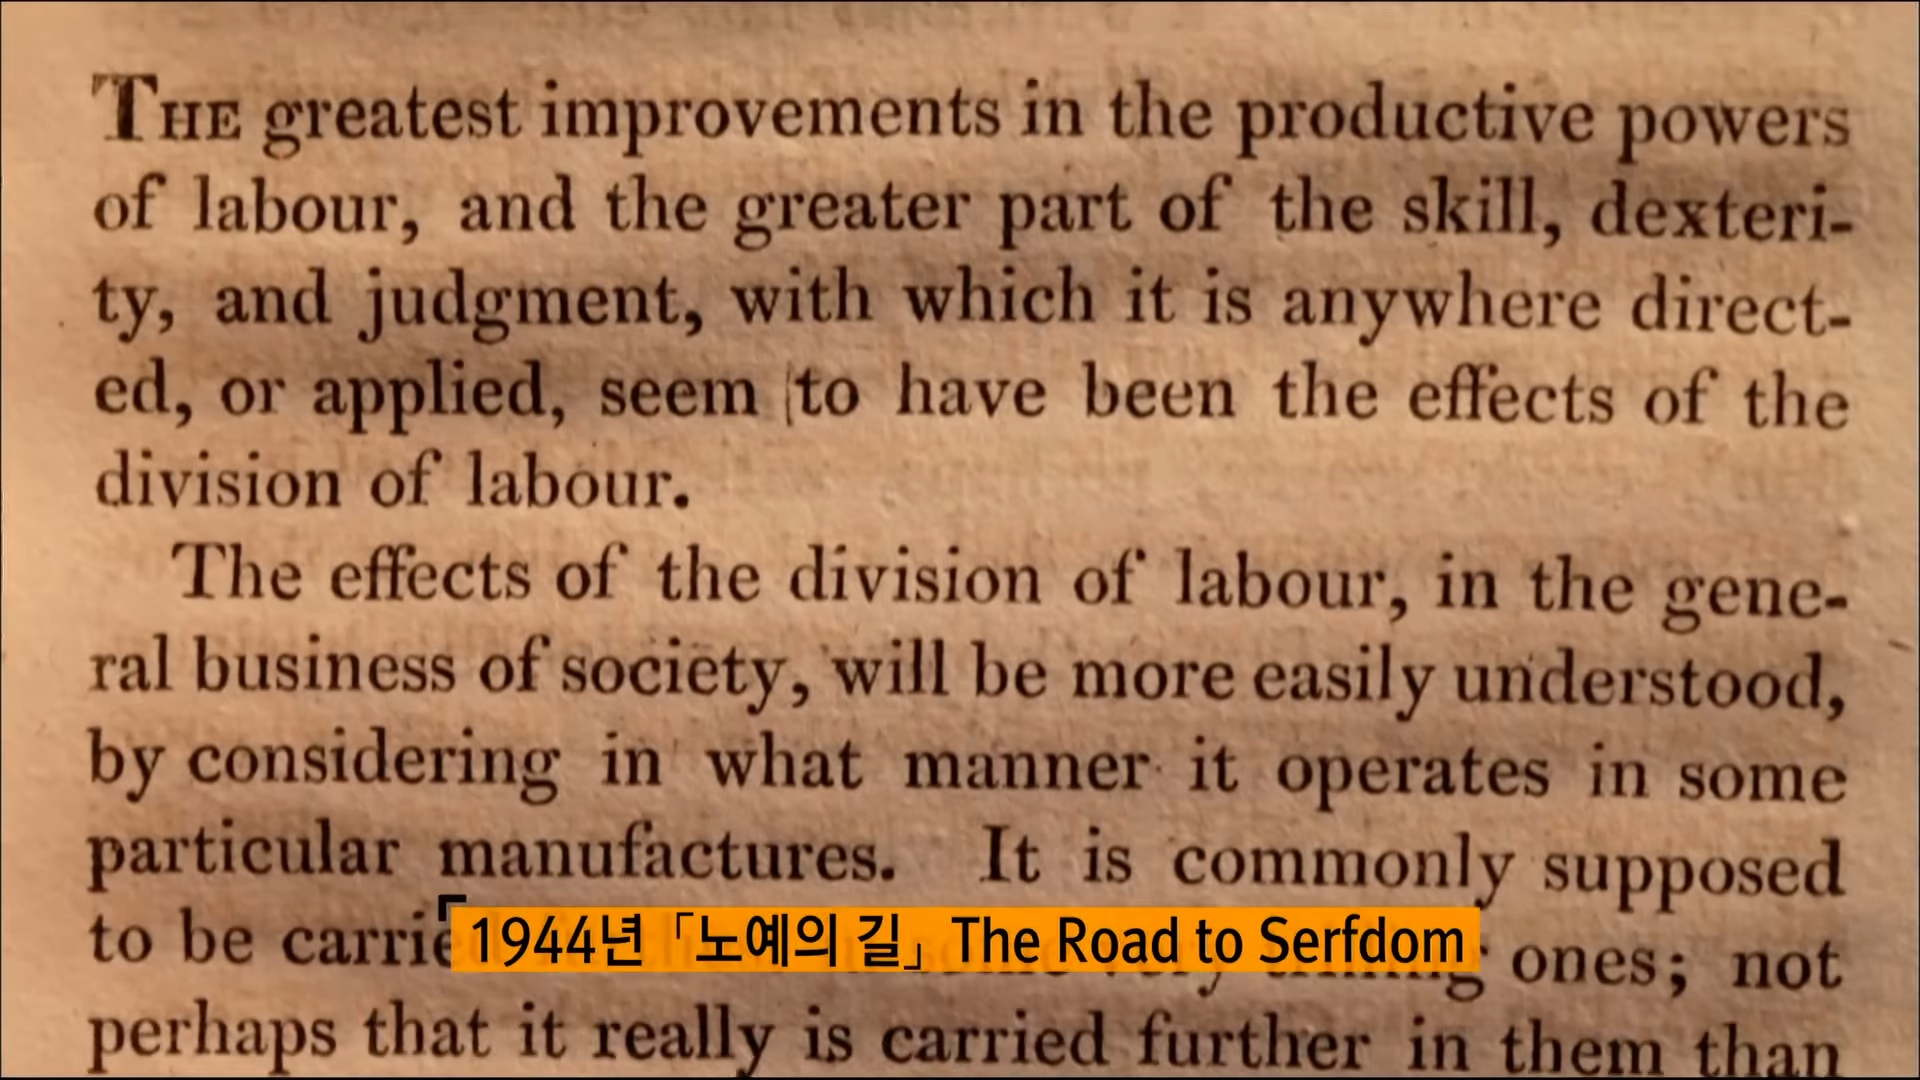 THE greatest improvements in the productive powers
of labour, and the greater part of the skill, dexteri-
ty, and judgment, with which it is anywhere direct-
ed, or applied, seem to have been the effects of the
division of labour.
The effects of the division of labour, in the gene-
ral business of society, will be more easily understood,
by considering in what manner it operates in some
particular manufactures. It is commonly supposed
to be ones; not
1944년 「노예의 길」 The Road to Serfdom
perhaps that it really is carried further in them than